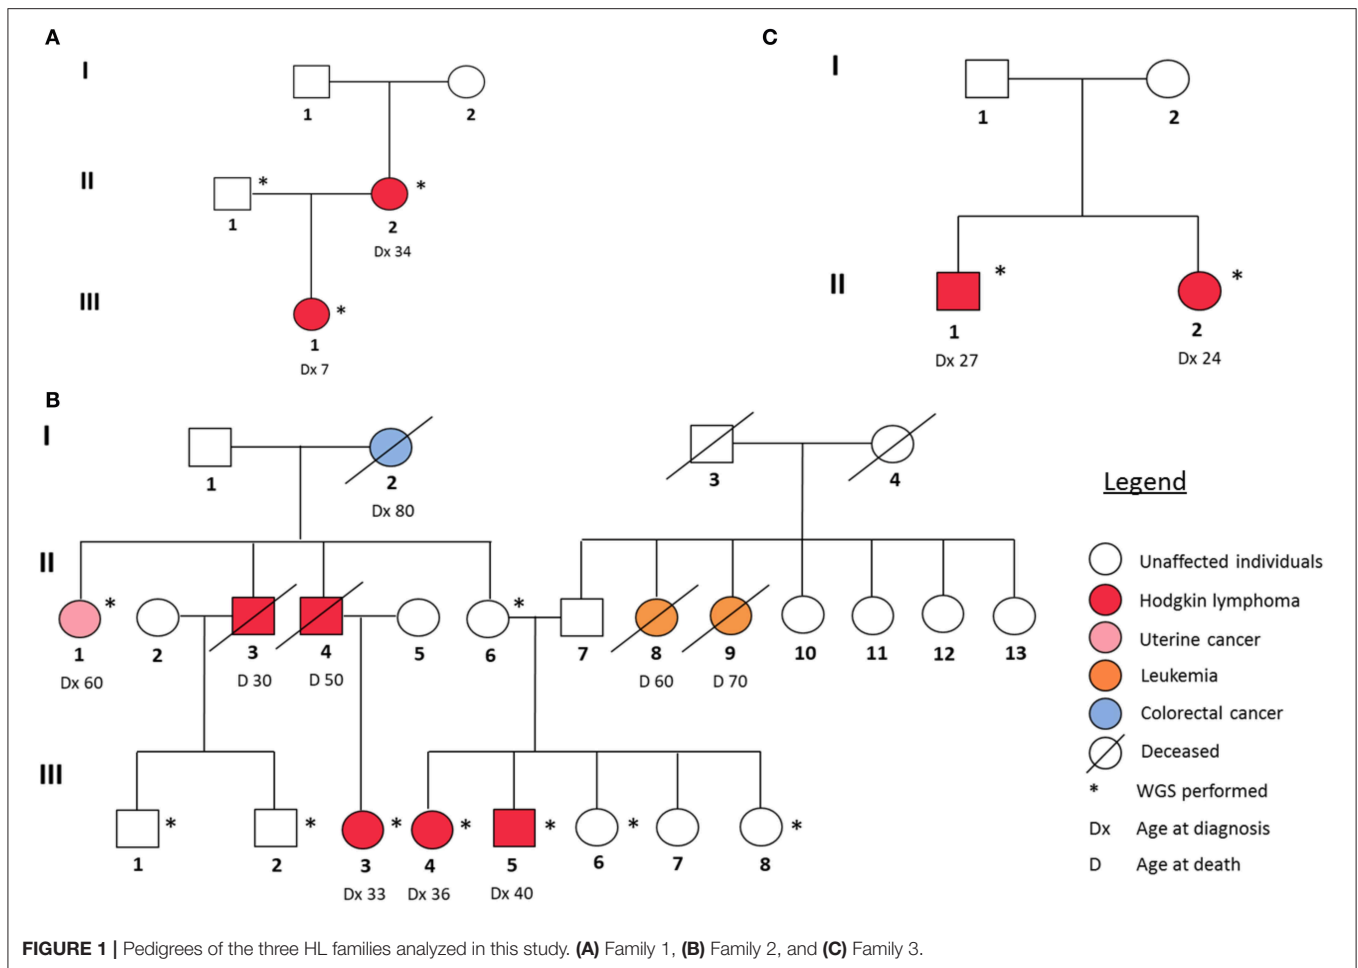 A
I
1 2
II
* *
1 2
Dx 34
III
*
1
Dx 7
C
I
1 2
II
* *
1 2
Dx 27 Dx 24
B
I
1 2 3 4
Dx 80
II
* *
1 2 3 4 5 6 7 8 9 10 11 12 13
Dx 60 D 30 D 50 D 60 D 70
III
* * * * * * *
1 2 3 4 5 6 7 8
Dx 33 Dx 36 Dx 40
Legend
Unaffected individuals
Hodgkin lymphoma
Uterine cancer
Leukemia
Colorectal cancer
Deceased
* WGS performed
Dx Age at diagnosis
D Age at death
FIGURE 1 | Pedigrees of the three HL families analyzed in this study. (A) Family 1, (B) Family 2, and (C) Family 3.